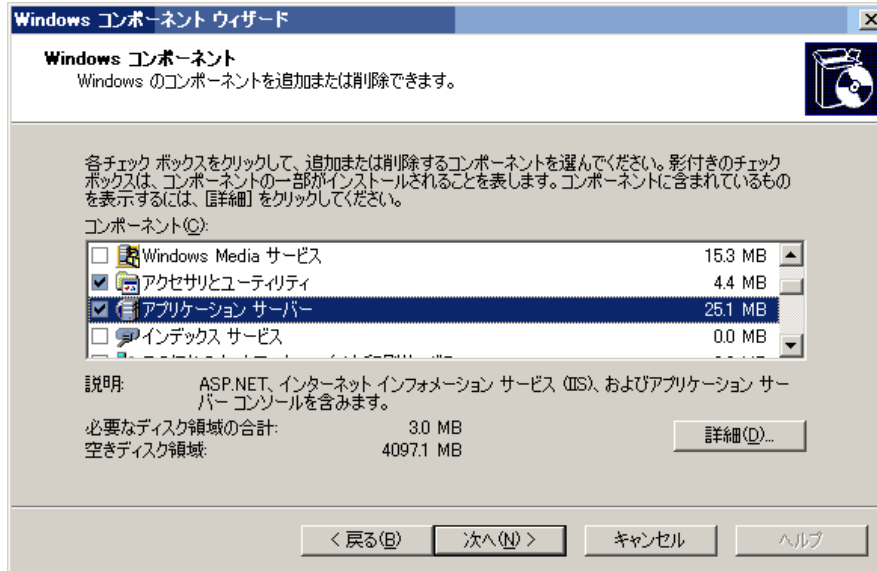 Windows コンポーネント ウィザード
Windows コンポーネント
Windows のコンポーネントを追加または削除できます。
各チェック ボックスをクリックして、追加または削除するコンポーネントを選んでください。影付きのチェック
ボックスは、コンポーネントの一部がインストールされることを表します。コンポーネントに含まれているもの
を表示するには、[詳細] をクリックしてください。
コンポーネント(C):
Windows Media サービス 15.3 MB
アクセサリとユーティリティ 4.4 MB
アプリケーション サーバー 25.1 MB
インデックス サービス 0.0 MB
説明: ASP.NET、インターネット インフォメーション サービス (IIS)、およびアプリケーション サー
バー コンソールを含みます。
必要なディスク領域の合計: 3.0 MB
空きディスク領域: 4097.1 MB
詳細(D)...
< 戻る(B) 次へ(N) > キャンセル ヘルプ